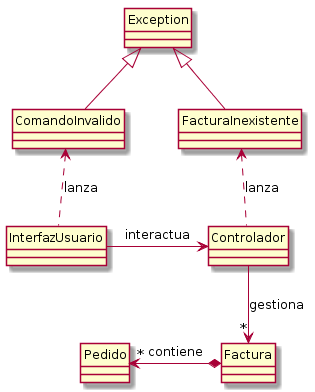 Exception
ComandoInvalido
FacturaInexistente
lanza
lanza
InterfazUsuario
interactua
Controlador
gestiona
*
Pedido
* contiene
Factura